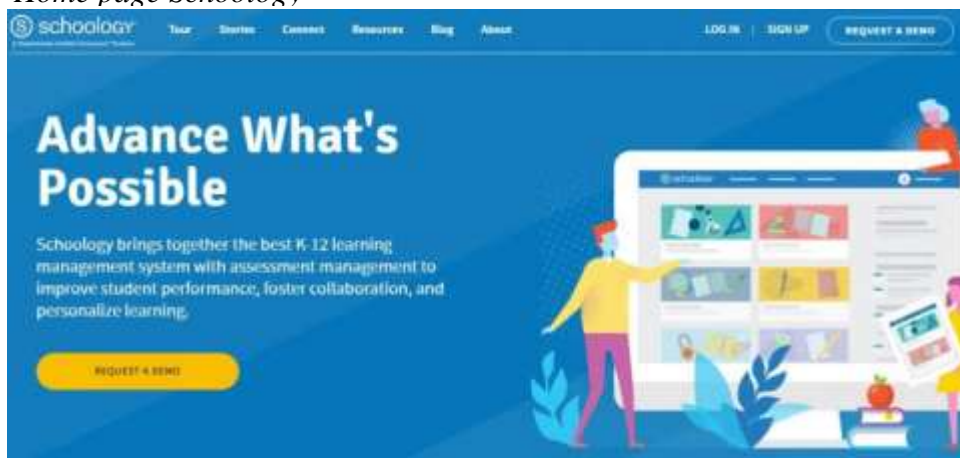 Home page Schoology
schoology
Tour Stories Connect Resources Blog About LOG IN | SIGN UP REQUEST A DEMO
Advance What's
Possible
Schoology brings together the best K-12 learning
management system with assessment management to
improve student performance, foster collaboration, and
personalize learning.
REQUEST A DEMO
schoology